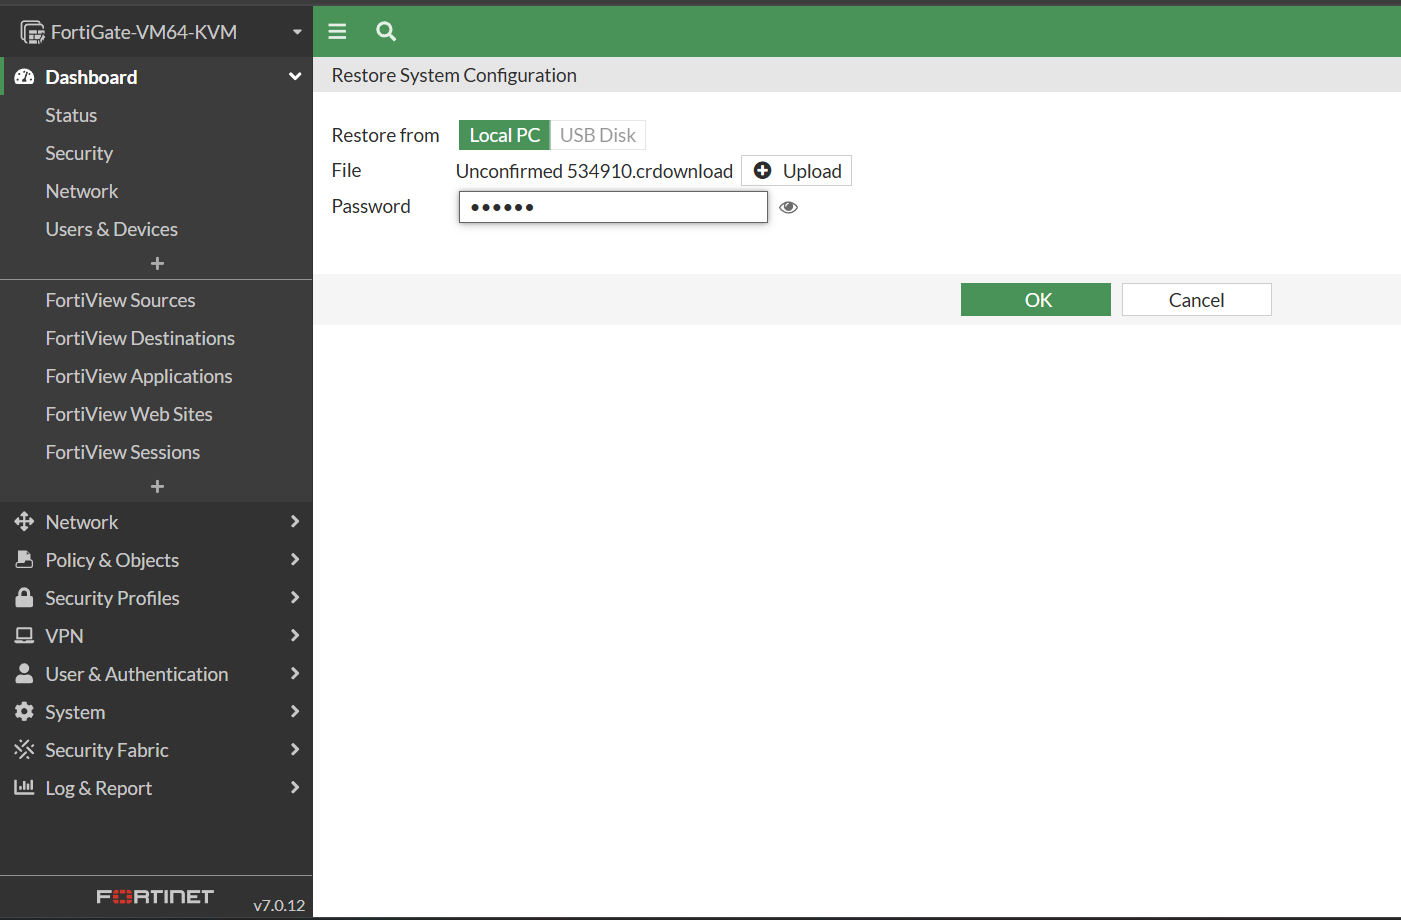 FortiGate-VM64-KVM
Dashboard
Status
Security
Network
Users & Devices
+
FortiView Sources
FortiView Destinations
FortiView Applications
FortiView Web Sites
FortiView Sessions
+
Network
Policy & Objects
Security Profiles
VPN
User & Authentication
System
Security Fabric
Log & Report
FORTINET
v7.0.12
Restore System Configuration
Restore from Local PC USB Disk
File Unconfirmed 534910.crdownload Upload
Password ••••••
OK Cancel